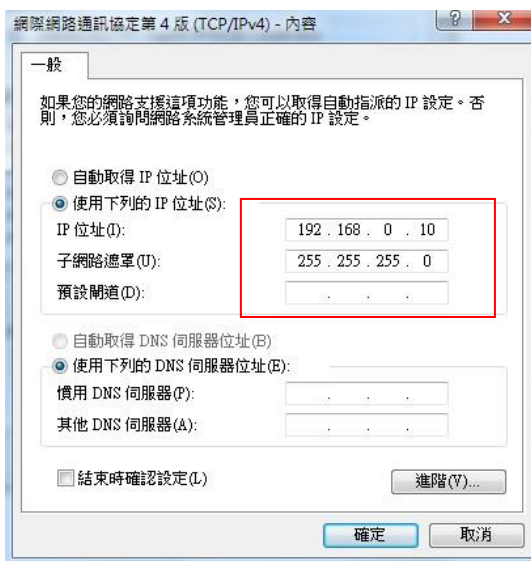 網際網路通訊協定第 4 版 (TCP/IPv4) - 內容
一般
如果您的網路支援這項功能，您可以取得自動指派的 IP 設定。否
則，您必須詢問網路系統管理員正確的 IP 設定。
自動取得 IP 位址(O)
使用下列的 IP 位址(S):
IP 位址(I): 192 . 168 . 0 . 10
子網路遮罩(U): 255 . 255 . 255 . 0
預設閘道(D): . . .
自動取得 DNS 伺服器位址(B)
使用下列的 DNS 伺服器位址(E):
慣用 DNS 伺服器(P): . . .
其他 DNS 伺服器(A): . . .
結束時確認設定(L)
進階(V)...
確定 取消